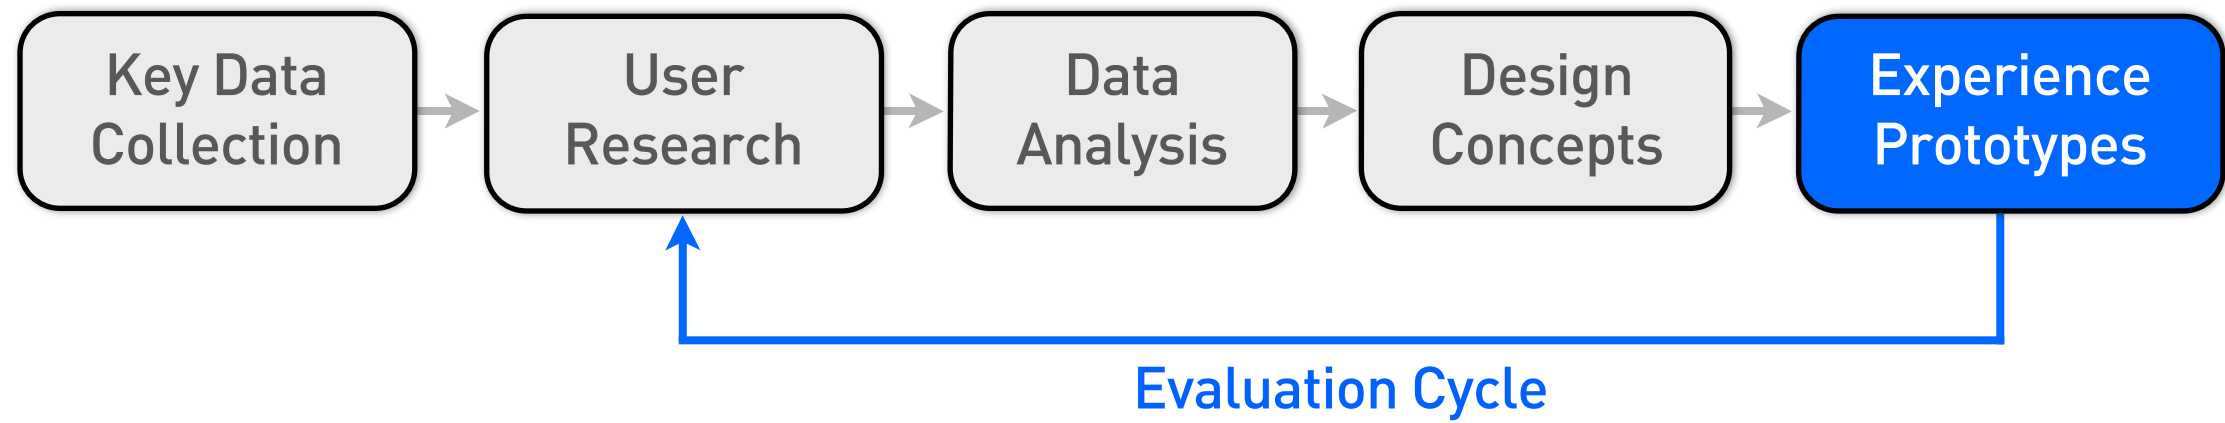 Key Data
Collection
User
Research
Data
Analysis
Design
Concepts
Experience
Prototypes
Evaluation Cycle